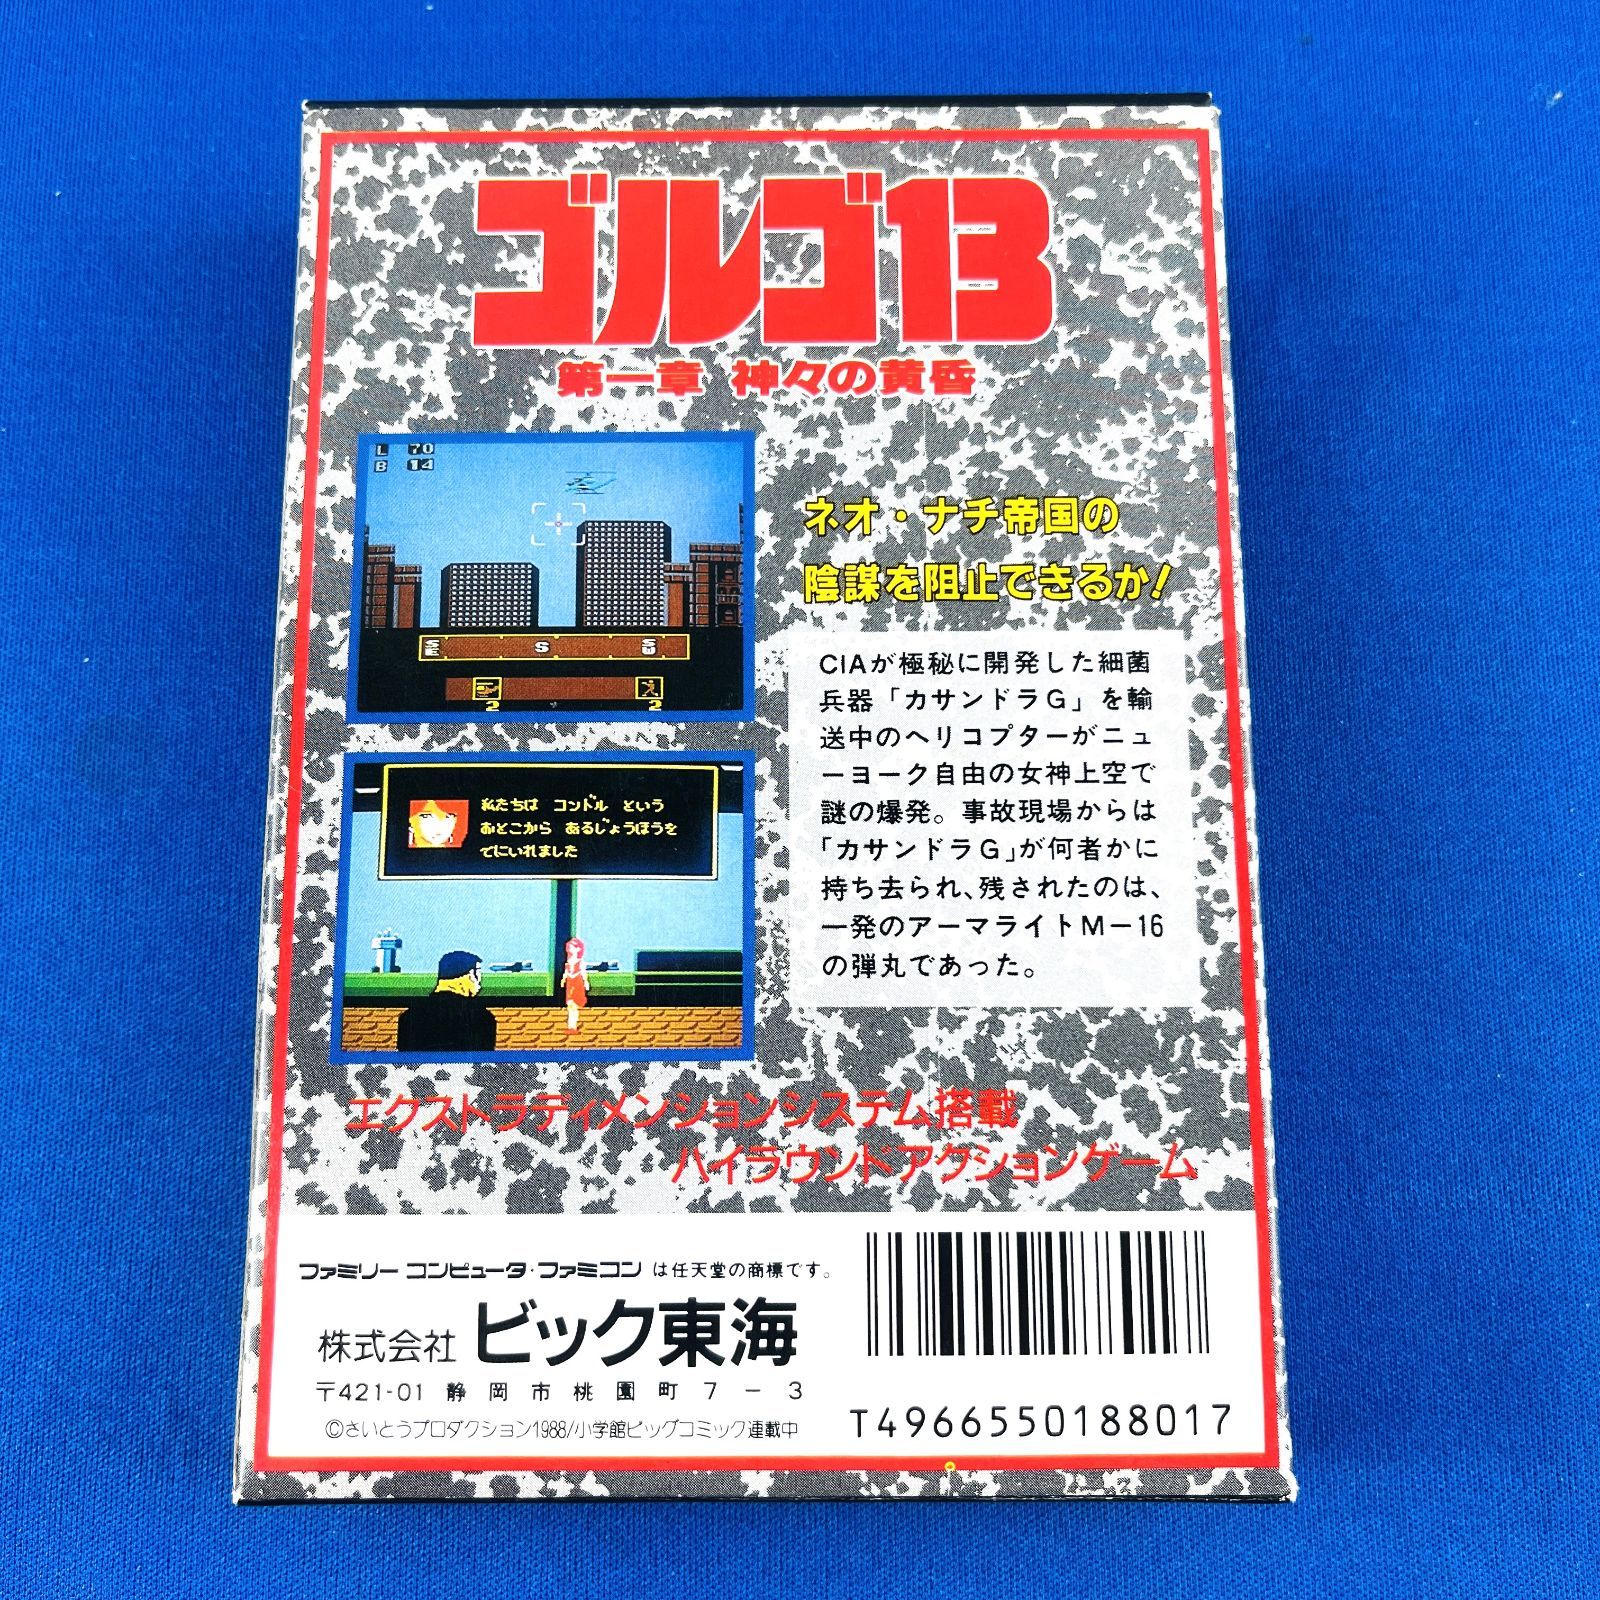 ゴルゴ13
第一章 神々の黄昏
L 70
B 14
SE S SW
2 2
ネオ・ナチ帝国の
陰謀を阻止できるか!
CIAが極秘に開発した細菌
兵器「カサンドラG」を輸
送中のヘリコプターがニュ
ーヨーク自由の女神上空で
謎の爆発。事故現場からは
「カサンドラG」が何者かに
持ち去られ、残されたのは、
一発のアーマライトM-16
の弾丸であった。
私たちは コンドル という
おとこから あるじょうほうを
てにいれました
エクストラディメンションシステム搭載
ハイラウンドアクションゲーム
ファミリーコンピュータ・ファミコン は任天堂の商標です。
株式会社 ビック東海
〒421-01 静岡市桃園町7-3
©さいとうプロダクション1988/小学館ビッグコミック連載中
T4966550188017